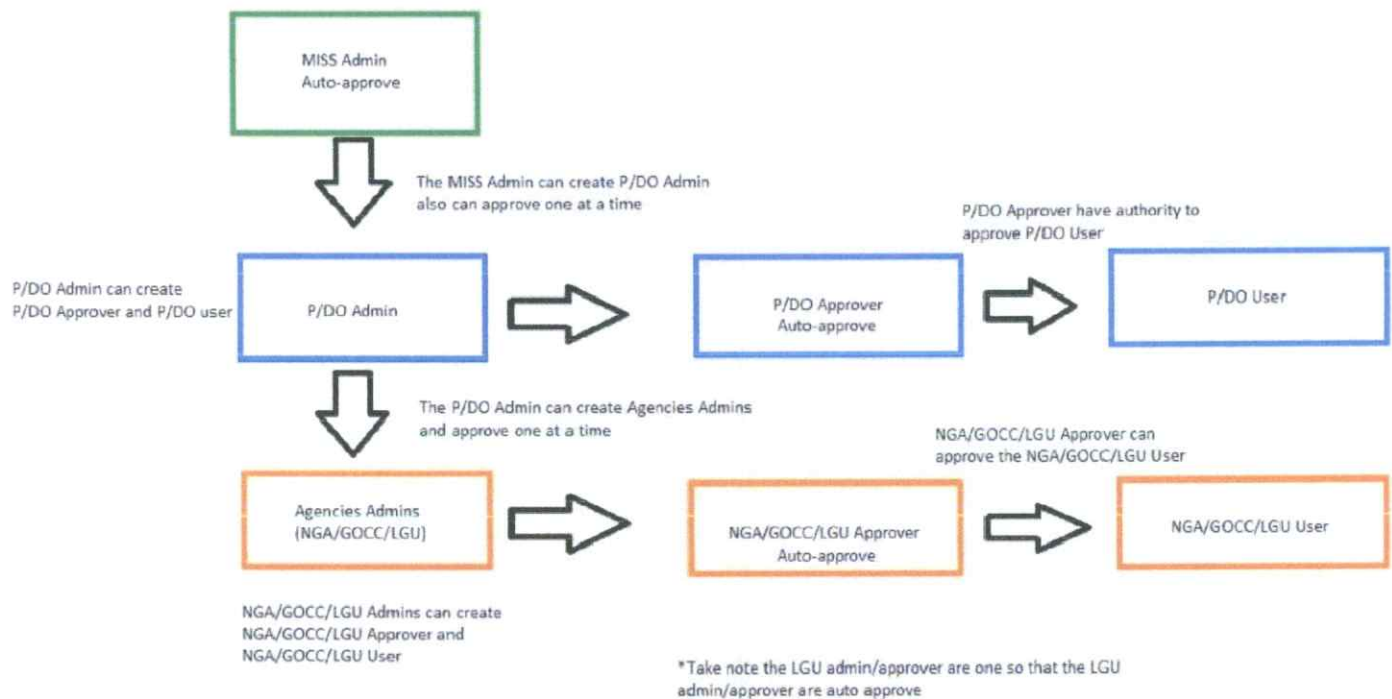 MISS Admin
Auto-approve
The MISS Admin can create P/DO Admin
also can approve one at a time
P/DO Approver have authority to
approve P/DO User
P/DO Admin can create
P/DO Approver and P/DO user
P/DO Admin
P/DO Approver
Auto-approve
P/DO User
The P/DO Admin can create Agencies Admins
and approve one at a time
NGA/GOCC/LGU Approver can
approve the NGA/GOCC/LGU User
Agencies Admins
(NGA/GOCC/LGU)
NGA/GOCC/LGU Approver
Auto-approve
NGA/GOCC/LGU User
NGA/GOCC/LGU Admins can create
NGA/GOCC/LGU Approver and
NGA/GOCC/LGU User
*Take note the LGU admin/approver are one so that the LGU
admin/approver are auto approve